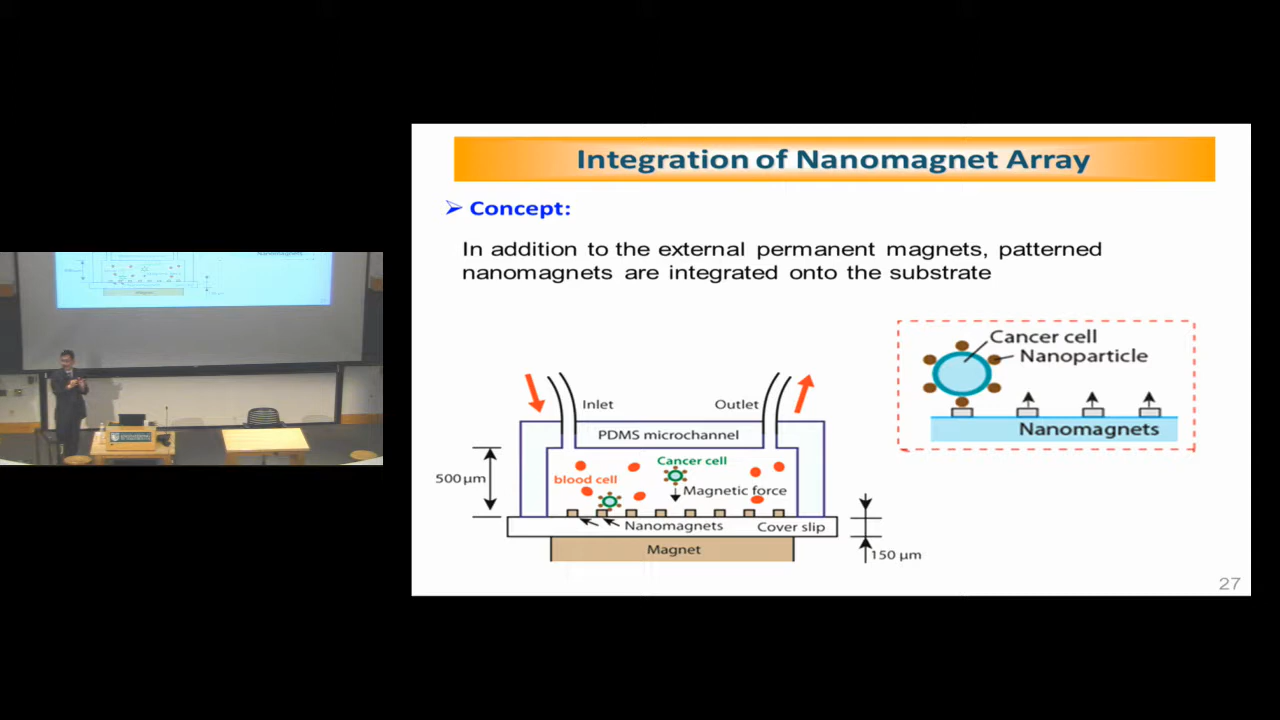 Integration of Nanomagnet Array
Concept:
In addition to the external permanent magnets, patterned
nanomagnets are integrated onto the substrate
Cancer cell
Nanoparticle
Nanomagnets
Inlet
Outlet
PDMS microchannel
500 µm
blood cell
Cancer cell
Magnetic force
Nanomagnets
Cover slip
Magnet
150 µm
27